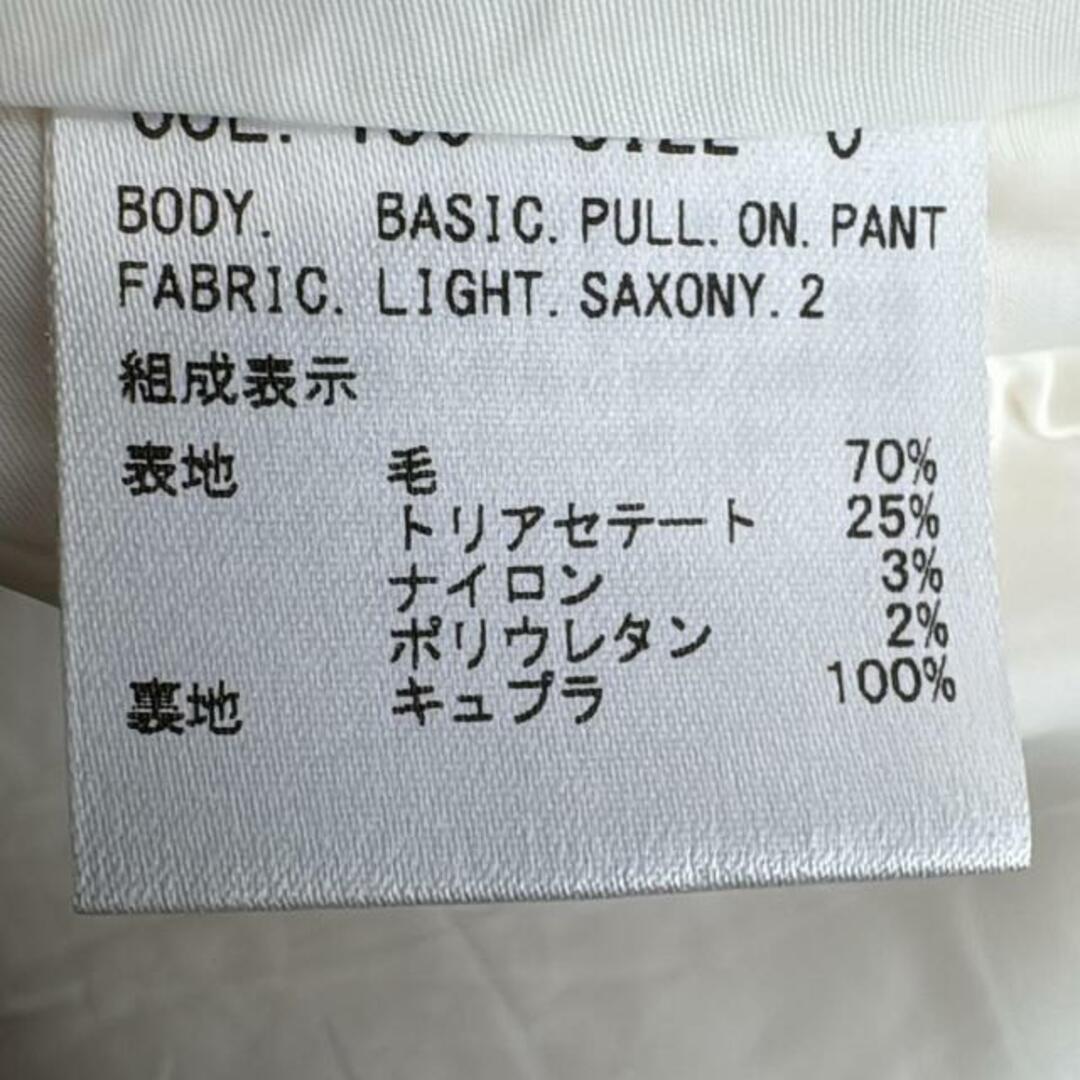 SIZE
BODY. BASIC. PULL. ON. PANT
FABRIC. LIGHT. SAXONY. 2
組成表示
表地 毛 70%
トリアセテート 25%
ナイロン 3%
ポリウレタン 2%
裏地 キュプラ 100%